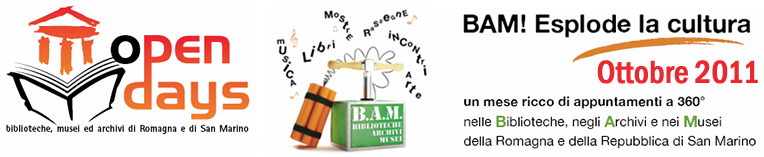 open
days
biblioteche, musei ed archivi di Romagna e di San Marino
musica
Libri
Mostre
Rassegne
incontri
Arte
B.A.M.
BIBLIOTECHE
ARCHIVI
MUSEI
BAM! Esplode la cultura
Ottobre 2011
un mese ricco di appuntamenti a 360°
nelle Biblioteche, negli Archivi e nei Musei
della Romagna e della Repubblica di San Marino